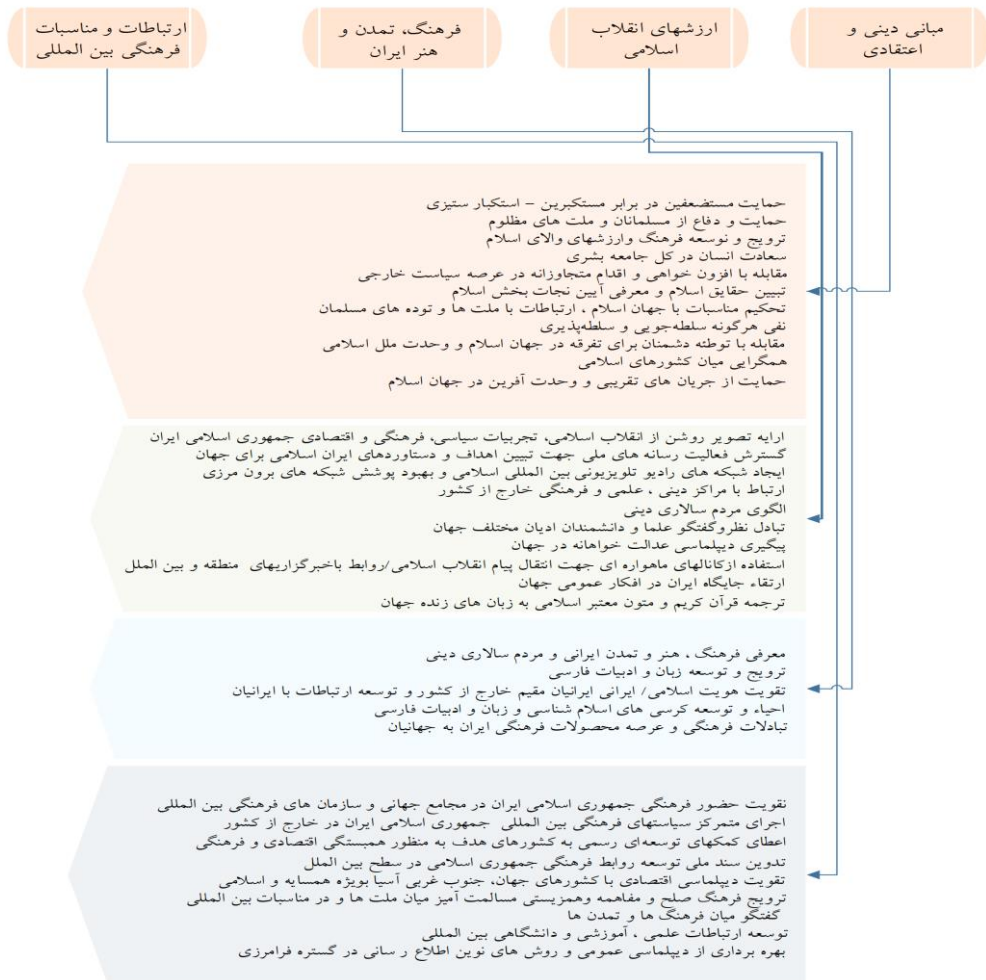 مبانی دینی و
اعتقادی
ارزشهای انقلاب
اسلامی
فرهنگ، تمدن و
هنر ایران
ارتباطات و مناسبات
فرهنگی بین المللی
حمایت مستضعفین در برابر مستکبرین – استکبار ستیزی
حمایت و دفاع از مسلمانان و ملت های مظلوم
ترویج و توسعه فرهنگ وارزشهای والای اسلام
سعادت انسان در کل جامعه بشری
مقابله با افزون خواهی و اقدام متجاوزانه در عرصه سیاست خارجی
تبیین حقایق اسلام و معرفی آیین نجات بخش اسلام
تحکیم مناسبات با جهان اسلام ، ارتباطات با ملت ها و توده های مسلمان
نفی هرگونه سلطه‌جویی و سلطه‌پذیری
مقابله با توطئه دشمنان برای تفرقه در جهان اسلام و وحدت ملل اسلامی
همگرایی میان کشورهای اسلامی
حمایت از جریان های تقریبی و وحدت آفرین در جهان اسلام
ارایه تصویر روشن از انقلاب اسلامی، تجربیات سیاسی، فرهنگی و اقتصادی جمهوری اسلامی ایران
گسترش فعالیت رسانه های ملی جهت تبیین اهداف و دستاوردهای ایران اسلامی برای جهان
ایجاد شبکه های رادیو تلویزیونی بین المللی اسلامی و بهبود پوشش شبکه های برون مرزی
ارتباط با مراکز دینی ، علمی و فرهنگی خارج از کشور
الگوی مردم سالاری دینی
تبادل نظروگفتگو علما و دانشمندان ادیان مختلف جهان
پیگیری دیپلماسی عدالت خواهانه در جهان
استفاده ازکانالهای ماهواره ای جهت انتقال پیام انقلاب اسلامی/روابط باخبرگزاریهای منطقه و بین الملل
ارتقاء جایگاه ایران در افکار عمومی جهان
ترجمه قرآن کریم و متون معتبر اسلامی به زبان های زنده جهان
معرفی فرهنگ ، هنر و تمدن ایرانی و مردم سالاری دینی
ترویج و توسعه زبان و ادبیات فارسی
تقویت هویت اسلامی/ ایرانی ایرانیان مقیم خارج از کشور و توسعه ارتباطات با ایرانیان
احیاء و توسعه کرسی های اسلام شناسی و زبان و ادبیات فارسی
تبادلات فرهنگی و عرصه محصولات فرهنگی ایران به جهانیان
تقویت حضور فرهنگی جمهوری اسلامی ایران در مجامع جهانی و سازمان های فرهنگی بین المللی
اجرای متمرکز سیاستهای فرهنگی بین المللی جمهوری اسلامی ایران در خارج از کشور
اعطای کمکهای توسعه‌ای رسمی به کشورهای هدف به منظور همبستگی اقتصادی و فرهنگی
تدوین سند ملی توسعه روابط فرهنگی جمهوری اسلامی در سطح بین الملل
تقویت دیپلماسی اقتصادی با کشورهای جهان، جنوب غربی آسیا بویژه همسایه و اسلامی
ترویج فرهنگ صلح و مفاهمه وهمزیستی مسالمت آمیز میان ملت ها و در مناسبات بین المللی
گفتگو میان فرهنگ ها و تمدن ها
توسعه ارتباطات علمی ، آموزشی و دانشگاهی بین المللی
بهره برداری از دیپلماسی عمومی و روش های نوین اطلاع ر سانی در گستره فرامرزی